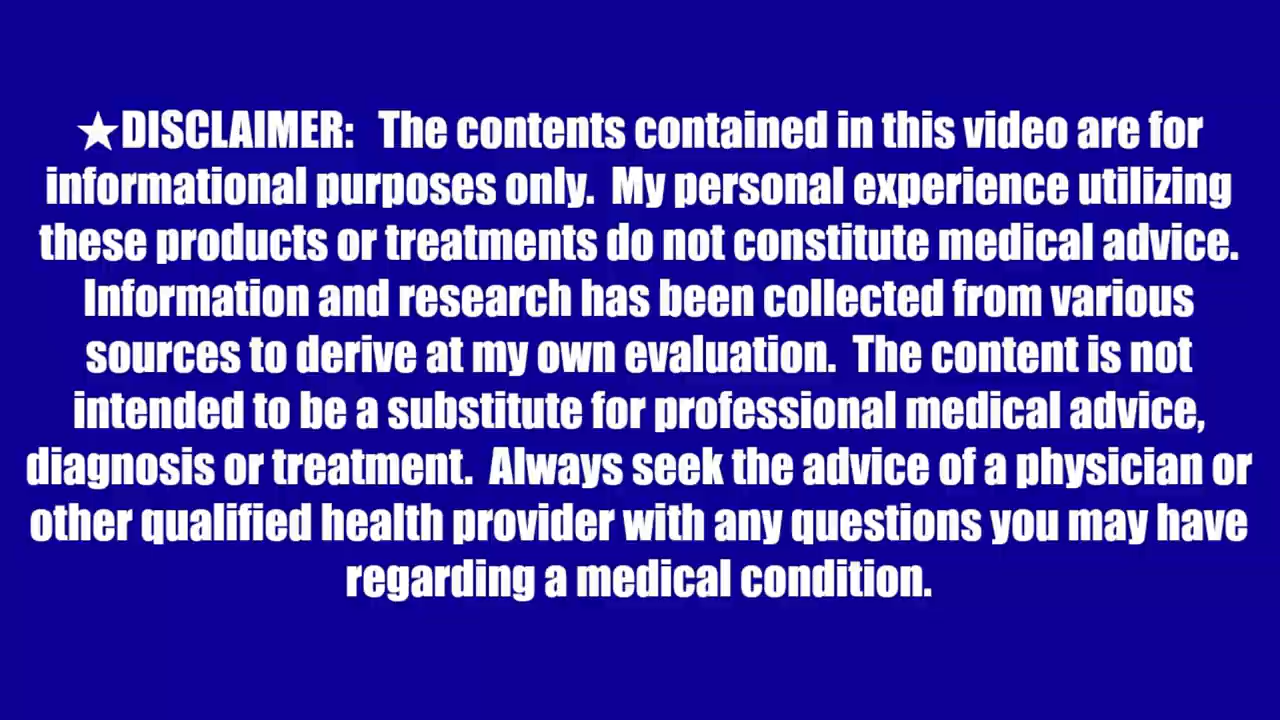 ★DISCLAIMER:  The contents contained in this video are for
informational purposes only.  My personal experience utilizing
these products or treatments do not constitute medical advice.
Information and research has been collected from various
sources to derive at my own evaluation.  The content is not
intended to be a substitute for professional medical advice,
diagnosis or treatment.  Always seek the advice of a physician or
other qualified health provider with any questions you may have
regarding a medical condition.